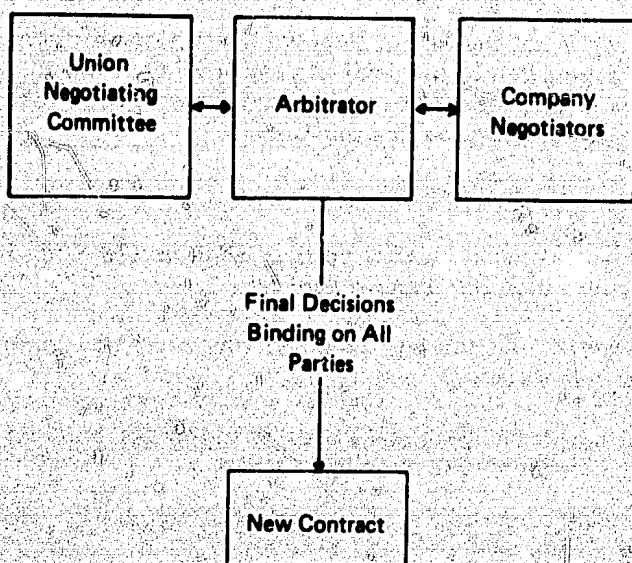 Union
Negotiating
Committee
Arbitrator
Company
Negotiators
Final Decisions
Binding on All
Parties
New Contract